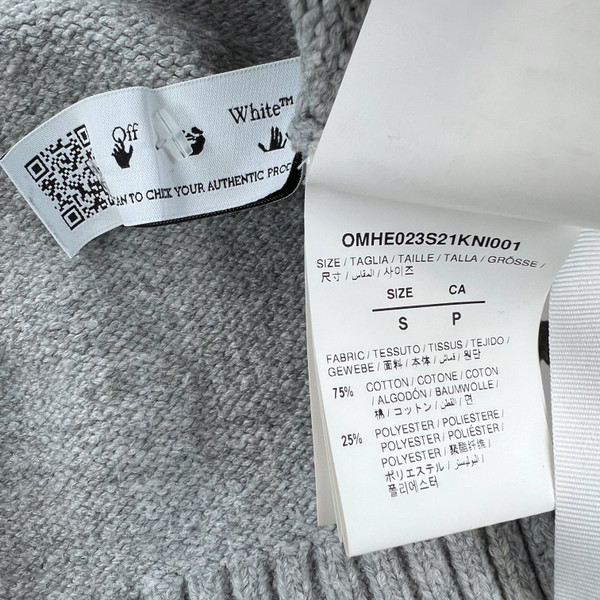 Off White™
SCAN TO CHECK YOUR AUTHENTIC PROD
OMHE023S21KNI001
SIZE / TAGLIA / TAILLE / TALLA / GRÖSSE /
尺寸 / المقاس / 사이즈
SIZE CA
S P
FABRIC / TESSUTO / TISSUS / TEJIDO /
GEWEBE / 面料 / 本体 / قماش / 원단
75% COTTON / COTONE / COTON
/ ALGODÓN / BAUMWOLLE /
棉 / コットン / القطن / 면
25% POLYESTER / POLIESTERE /
POLYESTER / POLIÉSTER /
POLYESTER / 聚酯纤维 /
ポリエステル / البوليستر /
폴리에스터